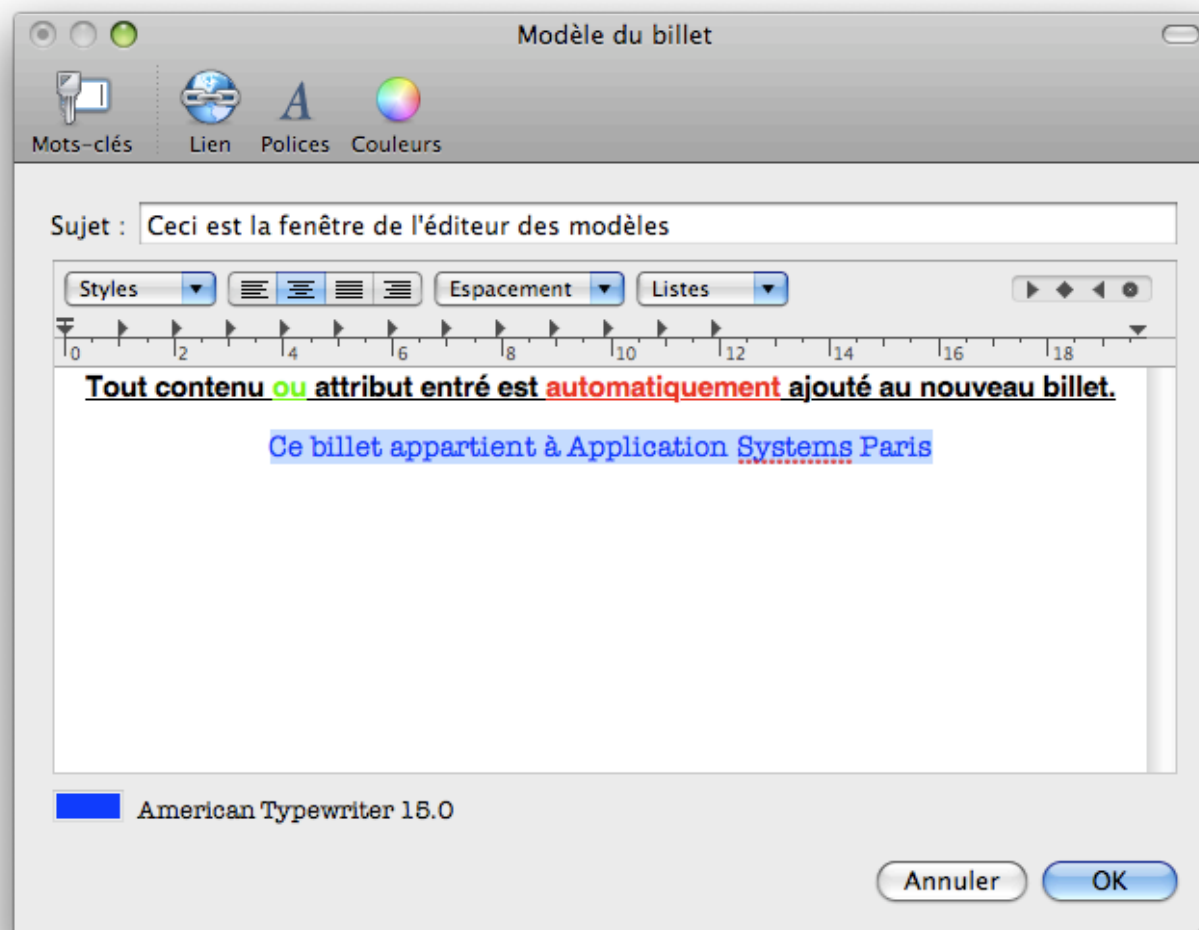 Modèle du billet
Mots-clés Lien Polices Couleurs
Sujet : Ceci est la fenêtre de l'éditeur des modèles
Styles Espacement Listes
0 2 4 6 8 10 12 14 16 18
Tout contenu ou attribut entré est automatiquement ajouté au nouveau billet.
Ce billet appartient à Application Systems Paris
American Typewriter 15.0
Annuler OK